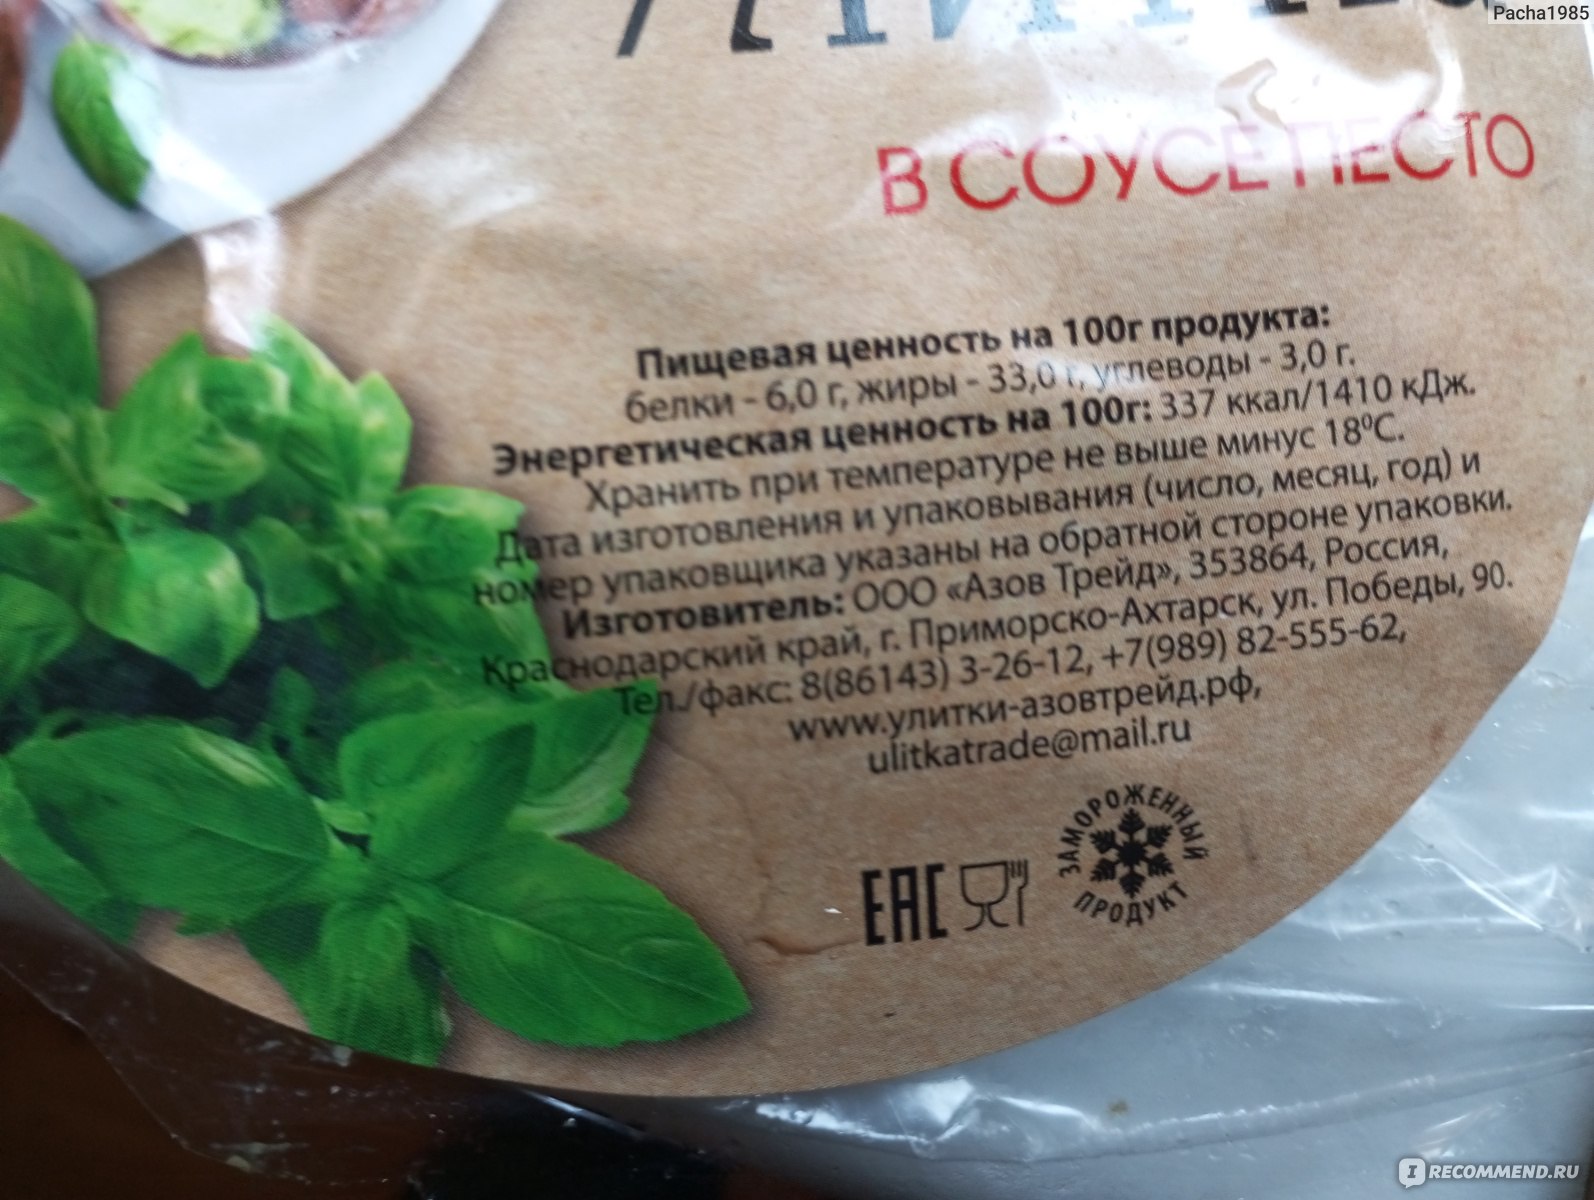 Pacha1985
В СОУСЕ ПЕСТО
Пищевая ценность на 100г продукта:
белки - 6,0 г, жиры - 33,0 г, углеводы - 3,0 г.
Энергетическая ценность на 100г: 337 ккал/1410 кДж.
Хранить при температуре не выше минус 18⁰С.
Дата изготовления и упаковывания (число, месяц, год) и
номер упаковщика указаны на обратной стороне упаковки.
Изготовитель: ООО «Азов Трейд», 353864, Россия,
Краснодарский край, г. Приморско-Ахтарск, ул. Победы, 90.
Тел./факс: 8(86143) 3-26-12, +7(989) 82-555-62,
www.улитки-азовтрейд.рф,
ulitkatrade@mail.ru
ЗАМОРОЖЕННЫЙ
ПРОДУКТ
EAC
I RECOMMEND.RU